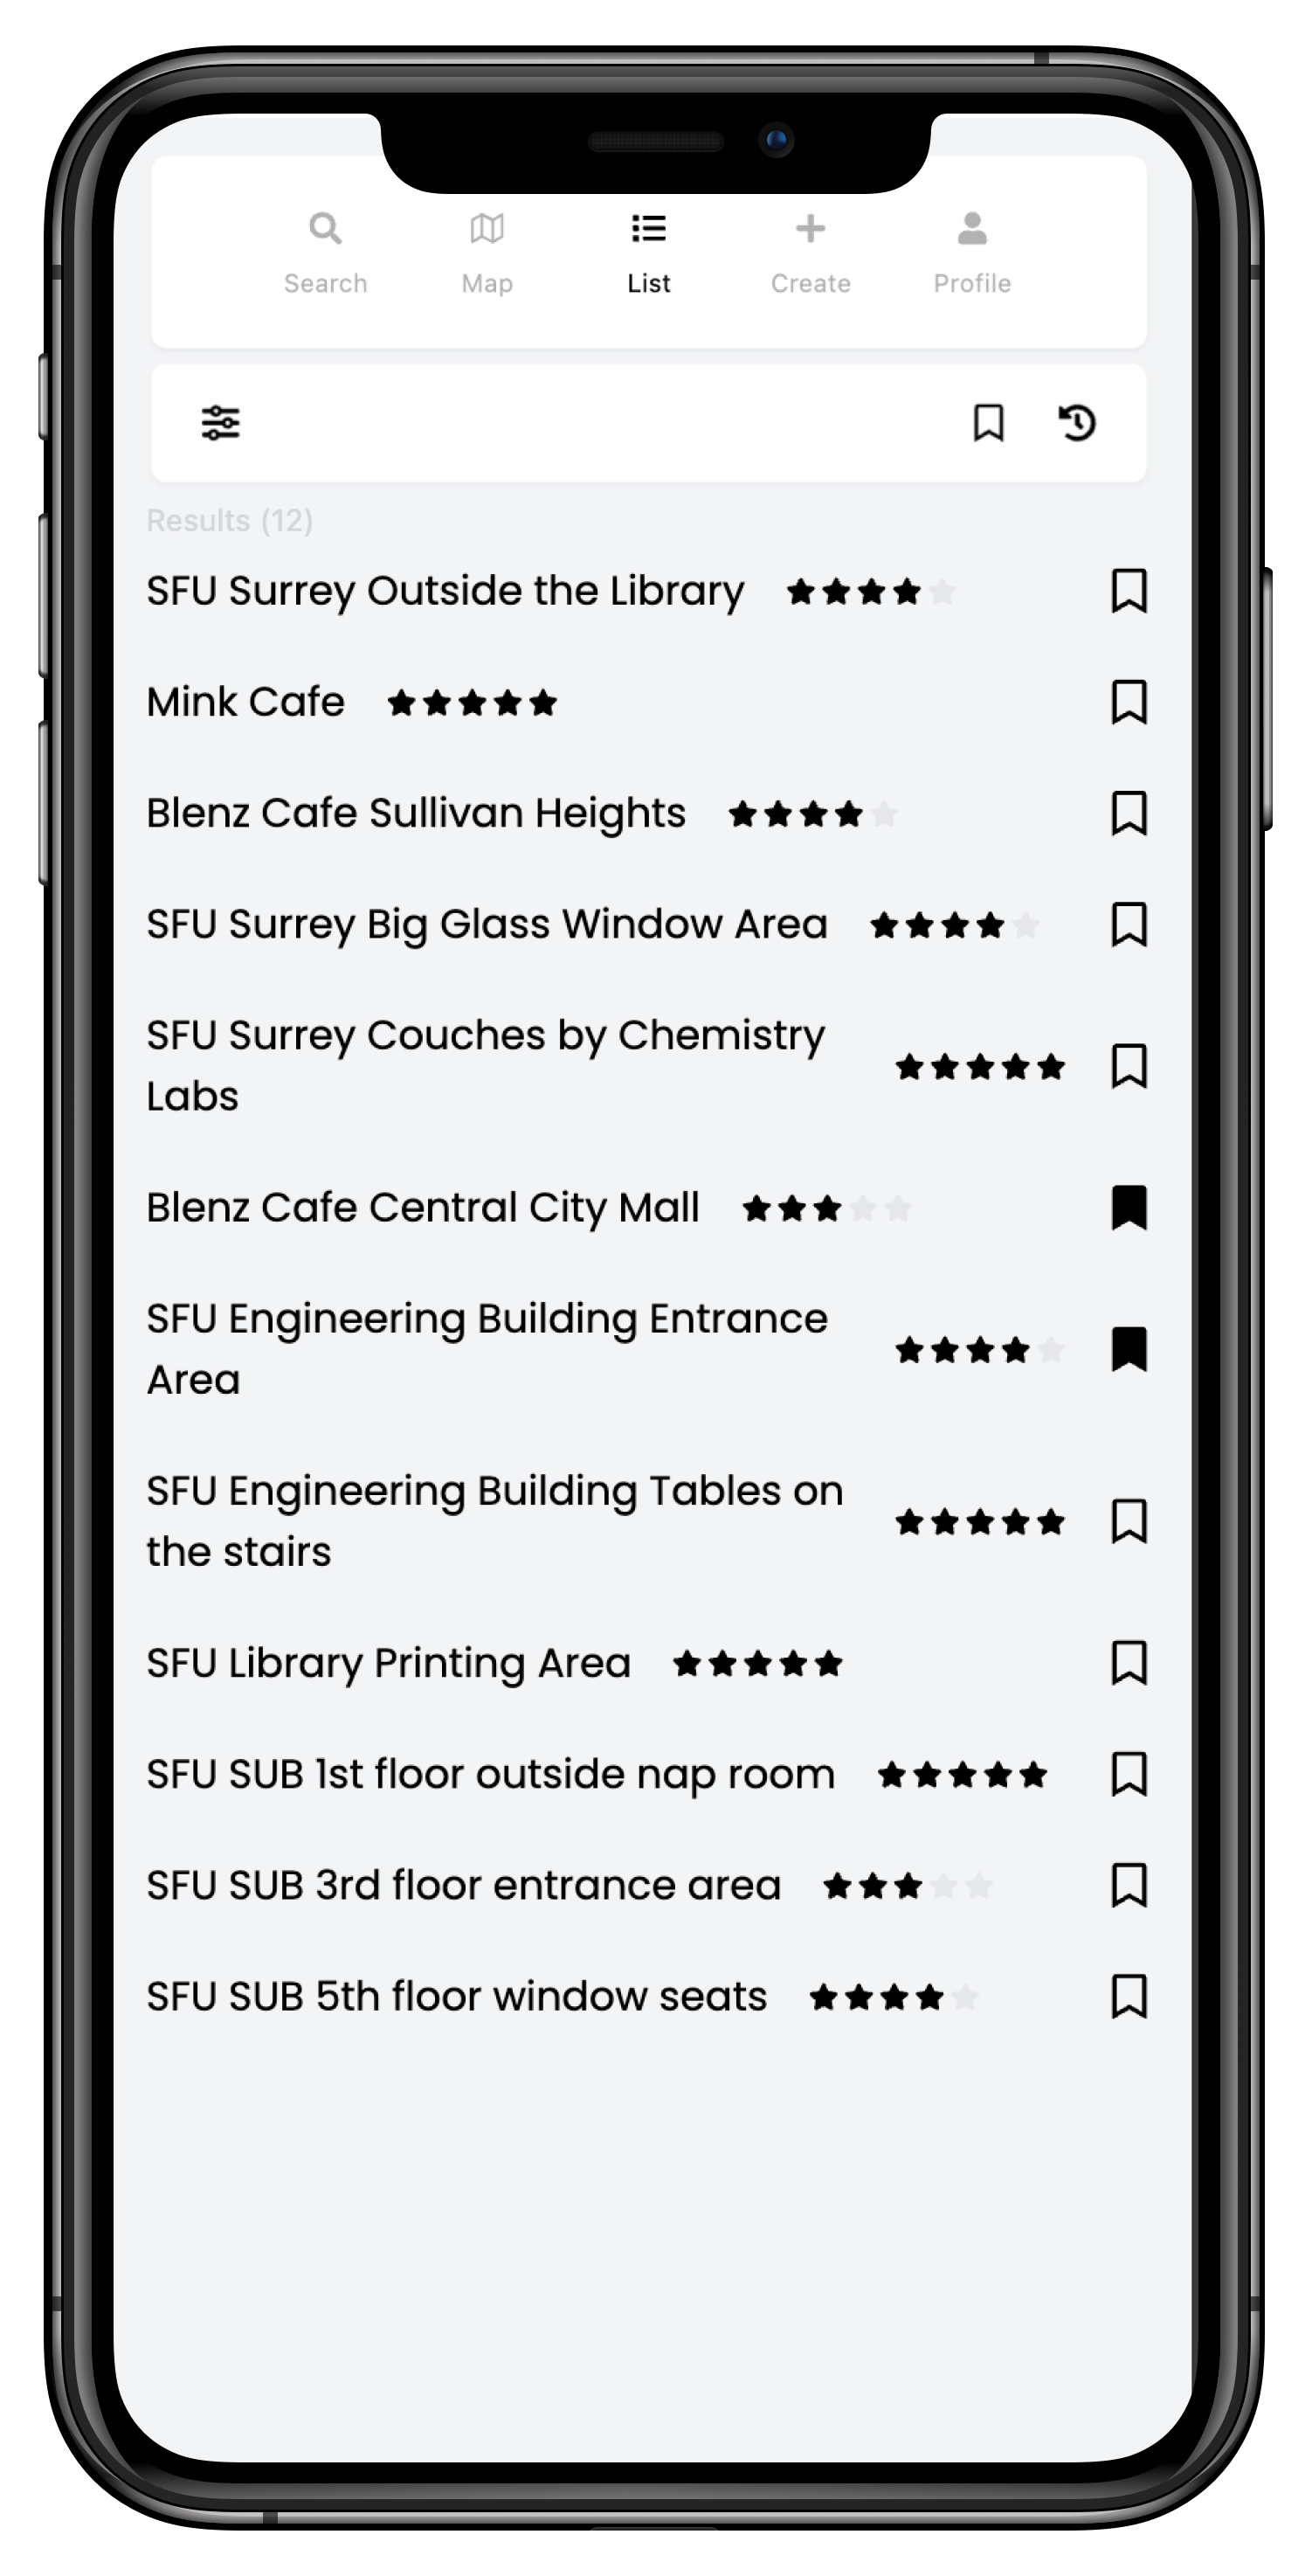 Search Map List Create Profile
Results (12)
SFU Surrey Outside the Library
Mink Cafe
Blenz Cafe Sullivan Heights
SFU Surrey Big Glass Window Area
SFU Surrey Couches by Chemistry
Labs
Blenz Cafe Central City Mall
SFU Engineering Building Entrance
Area
SFU Engineering Building Tables on
the stairs
SFU Library Printing Area
SFU SUB 1st floor outside nap room
SFU SUB 3rd floor entrance area
SFU SUB 5th floor window seats